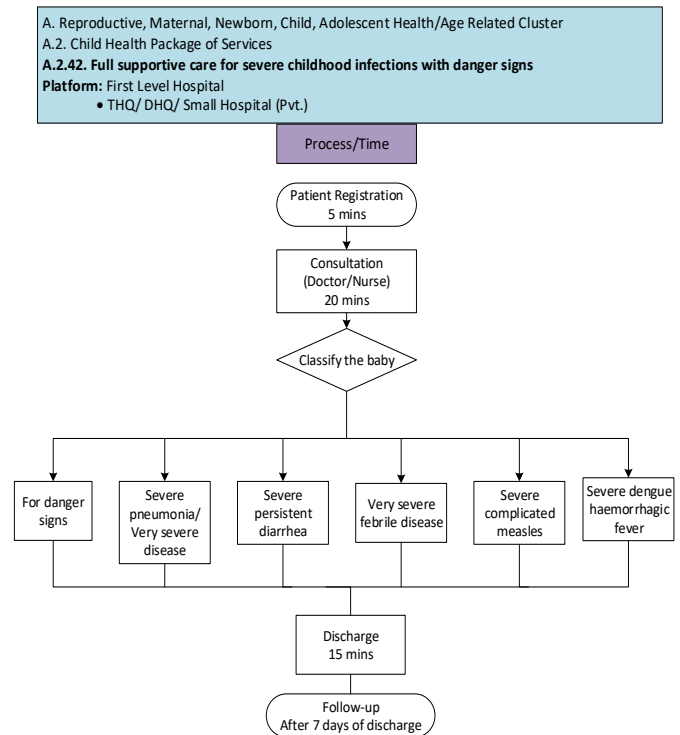 A. Reproductive, Maternal, Newborn, Child, Adolescent Health/Age Related Cluster
A.2. Child Health Package of Services
A.2.42. Full supportive care for severe childhood infections with danger signs
Platform: First Level Hospital
• THQ/ DHQ/ Small Hospital (Pvt.)
Process/Time
Patient Registration
5 mins
Consultation
(Doctor/Nurse)
20 mins
Classify the baby
For danger
signs
Severe
pneumonia/
Very severe
disease
Severe
persistent
diarrhea
Very severe
febrile disease
Severe
complicated
measles
Severe dengue
haemorrhagic
fever
Discharge
15 mins
Follow-up
After 7 days of discharge